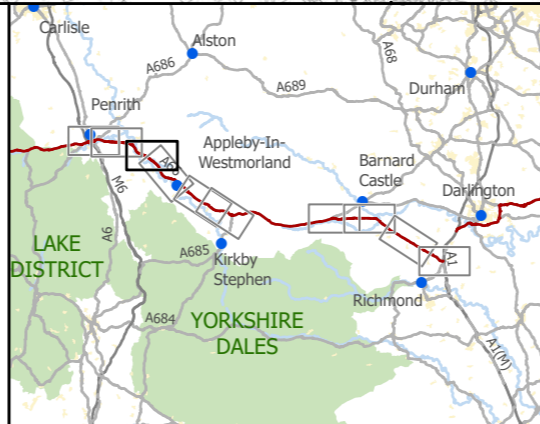 Carlisle
Alston
A68
A686
A689
Durham
Penrith
Appleby-In-
Westmorland
A66
Barnard
Castle
Darlington
M6
A6
LAKE
DISTRICT
A685
Kirkby
Stephen
A1
Richmond
A684
YORKSHIRE
DALES
A1(M)